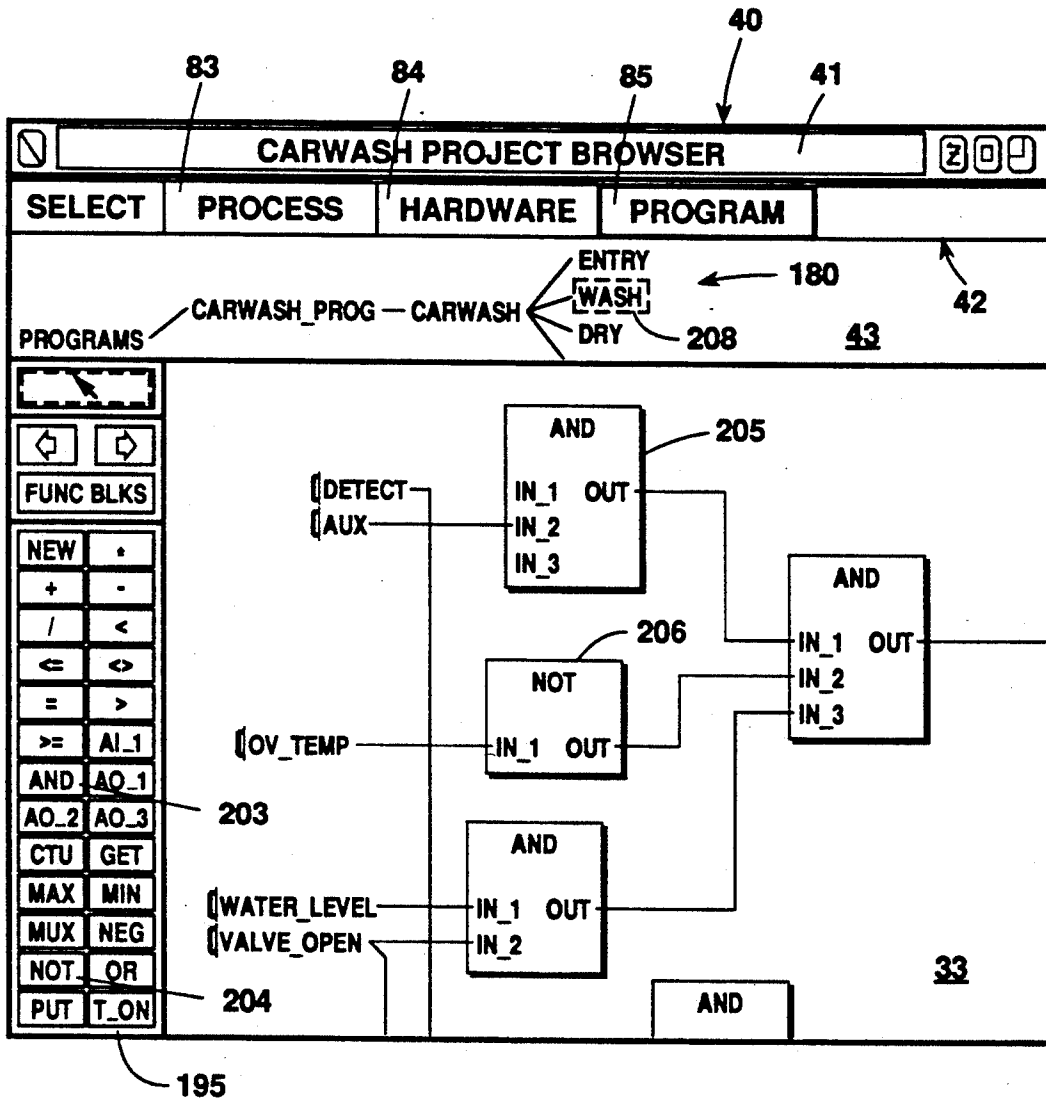 40
83 84 85 41
CARWASH PROJECT BROWSER Z
SELECT PROCESS HARDWARE PROGRAM
42
ENTRY
180
PROGRAMS CARWASH_PROG CARWASH WASH
DRY 208 43
FUNC BLKS
NEW *
+ -
/ <
<= <>
= >
>= AI_1
AND AO_1
AO_2 AO_3
CTU GET
MAX MIN
MUX NEG
NOT OR
PUT T_ON
203
204
195
DETECT
AUX
AND
IN_1 OUT
IN_2
IN_3
205
OV_TEMP
NOT
IN_1 OUT
206
WATER_LEVEL
VALVE_OPEN
AND
IN_1 OUT
IN_2
AND
IN_1 OUT
IN_2
IN_3
AND
33